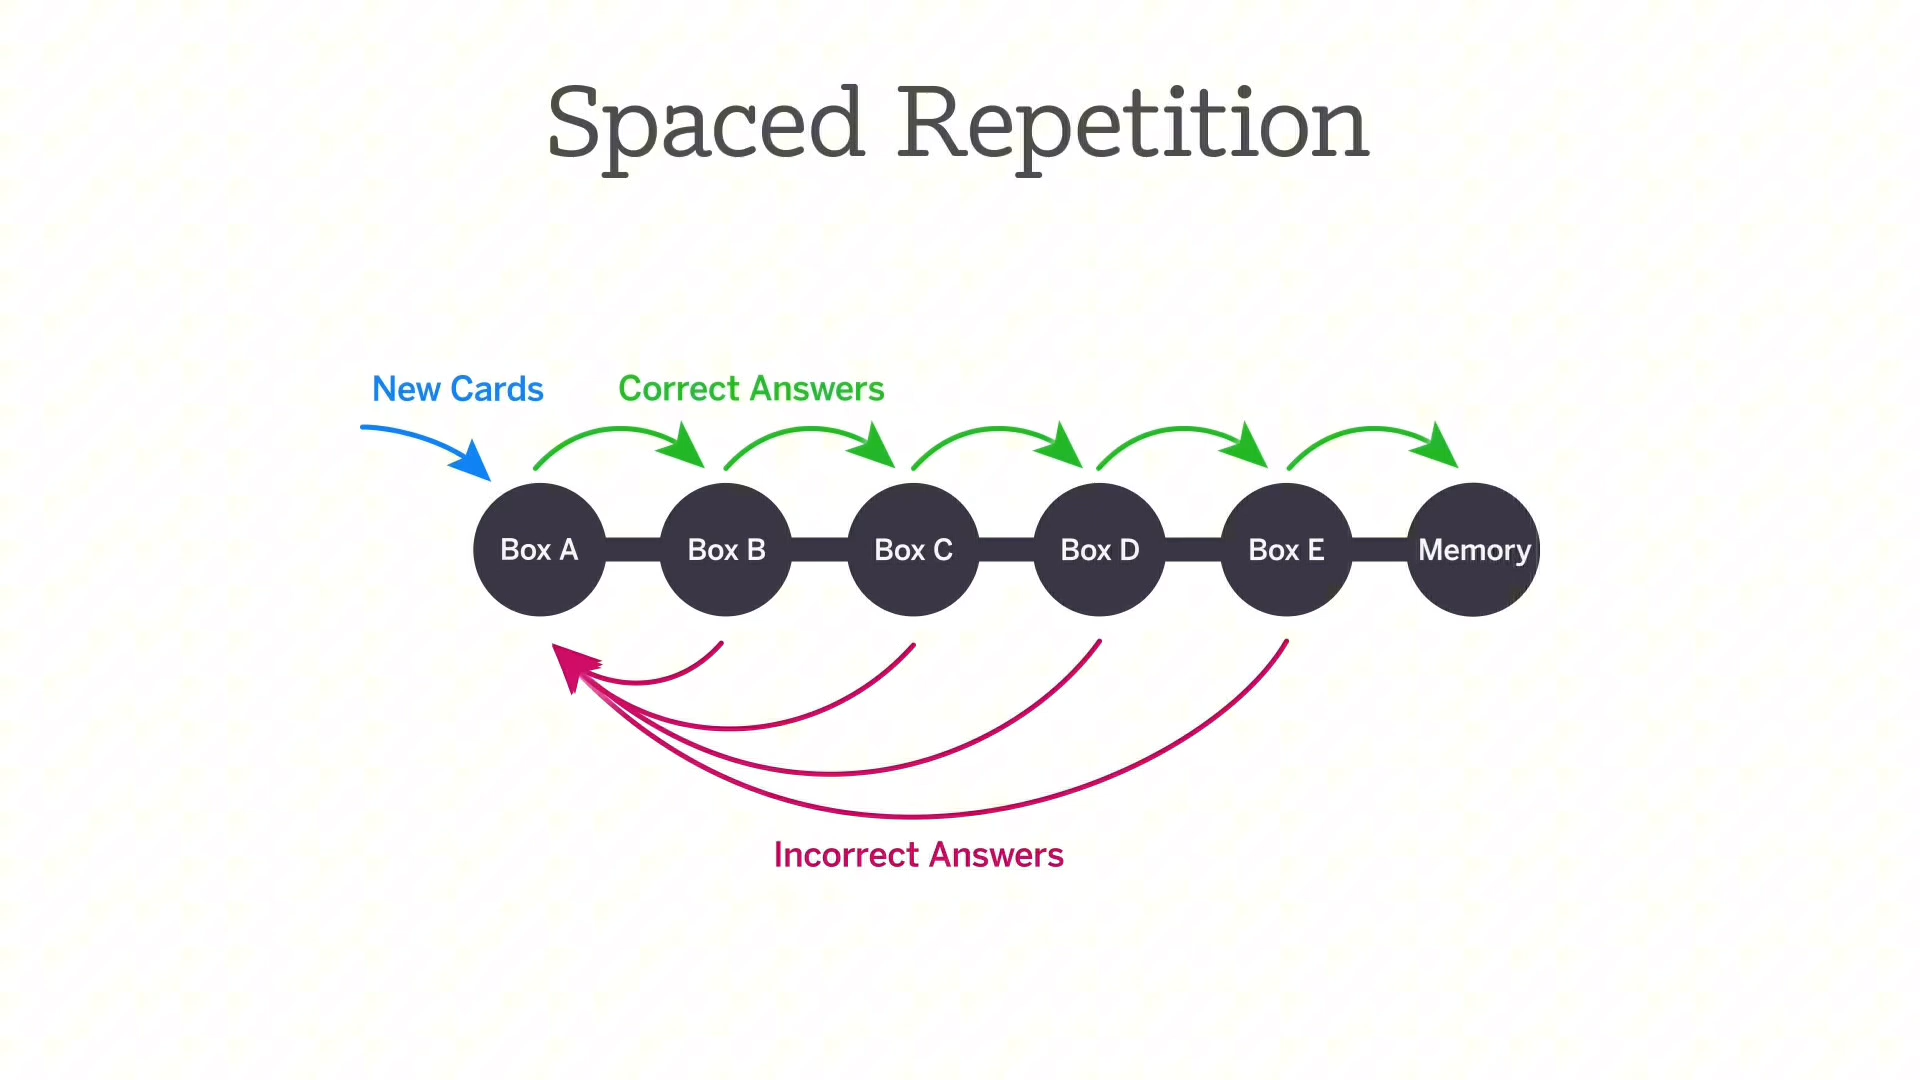 Spaced Repetition
New Cards
Correct Answers
Box A
Box B
Box C
Box D
Box E
Memory
Incorrect Answers